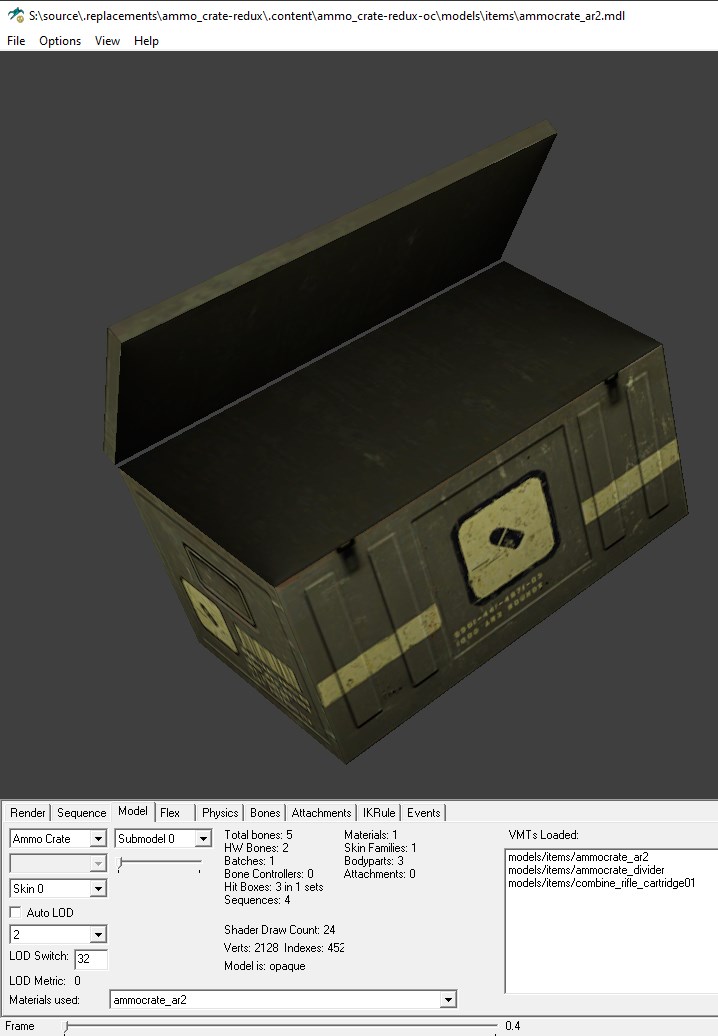 S:\source\.replacements\ammo_crate-redux\.content\ammo_crate-redux-oc\models\items\ammocrate_ar2.mdl
File Options View Help
Render Sequence Model Flex Physics Bones Attachments IKRule Events
Ammo Crate
Submodel 0
Skin 0
Auto LOD
2
LOD Switch: 32
LOD Metric: 0
Total bones: 5
HW Bones: 2
Batches: 1
Bone Controllers: 0
Hit Boxes: 3 in 1 sets
Sequences: 4
Shader Draw Count: 24
Verts: 2128 Indexes: 452
Model is: opaque
Materials: 1
Skin Families: 1
Bodyparts: 3
Attachments: 0
VMTs Loaded:
models/items/ammocrate_ar2
models/items/ammocrate_divider
models/items/combine_rifle_cartridge01
Materials used: ammocrate_ar2
Frame 0.4